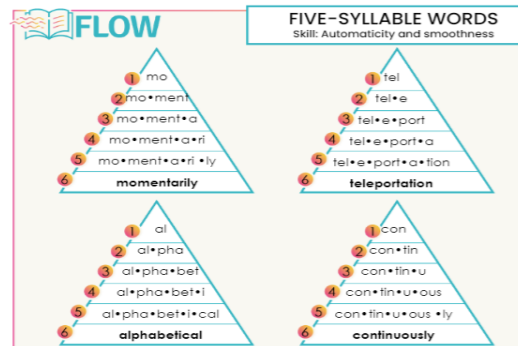 FLOW
FIVE-SYLLABLE WORDS
Skill: Automaticity and smoothness
1 mo
2 mo•ment
3 mo•ment•a
4 mo•ment•a•ri
5 mo•ment•a•ri •ly
6 momentarily
1 tel
2 tel•e
3 tel•e•port
4 tel•e•port•a
5 tel•e•port•a•tion
6 teleportation
1 al
2 al•pha
3 al•pha•bet
4 al•pha•bet•i
5 al•pha•bet•i•cal
6 alphabetical
1 con
2 con•tin
3 con•tin•u
4 con•tin•u•ous
5 con•tin•u•ous •ly
6 continuously